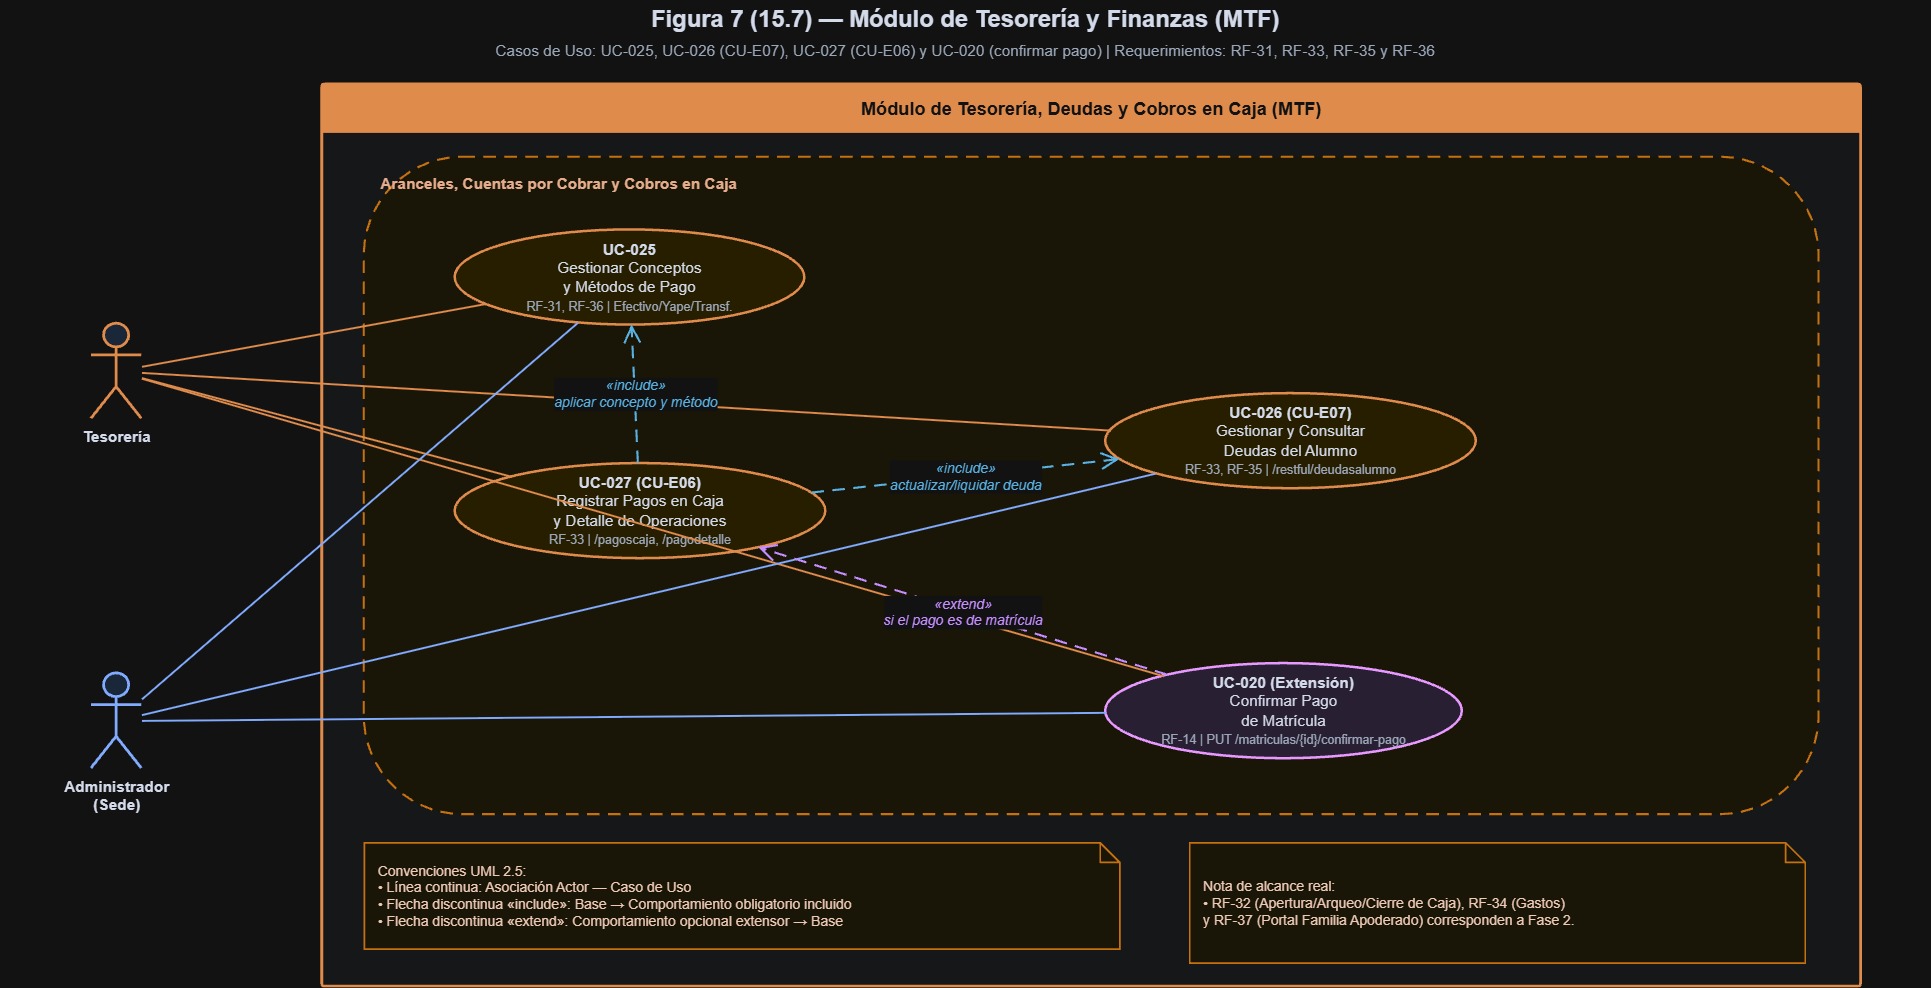 Figura 7 (15.7) — Módulo de Tesorería y Finanzas (MTF)
Casos de Uso: UC-025, UC-026 (CU-E07), UC-027 (CU-E06) y UC-020 (confirmar pago) | Requerimientos: RF-31, RF-33, RF-35 y RF-36
Módulo de Tesorería, Deudas y Cobros en Caja (MTF)
Aranceles, Cuentas por Cobrar y Cobros en Caja
UC-025
Gestionar Conceptos
y Métodos de Pago
RF-31, RF-36 | Efectivo/Yape/Transf.
Tesorería
«include»
aplicar concepto y método
UC-026 (CU-E07)
Gestionar y Consultar
Deudas del Alumno
RF-33, RF-35 | /restful/deudasalumno
«include»
actualizar/liquidar deuda
UC-027 (CU-E06)
Registrar Pagos en Caja
y Detalle de Operaciones
RF-33 | /pagoscaja, /pagodetalle
«extend»
si el pago es de matrícula
UC-020 (Extensión)
Confirmar Pago
de Matrícula
RF-14 | PUT /matriculas/{id}/confirmar-pago
Administrador
(Sede)
Convenciones UML 2.5:
• Línea continua: Asociación Actor — Caso de Uso
• Flecha discontinua «include»: Base → Comportamiento obligatorio incluido
• Flecha discontinua «extend»: Comportamiento opcional extensor → Base
Nota de alcance real:
• RF-32 (Apertura/Arqueo/Cierre de Caja), RF-34 (Gastos)
y RF-37 (Portal Familia Apoderado) corresponden a Fase 2.